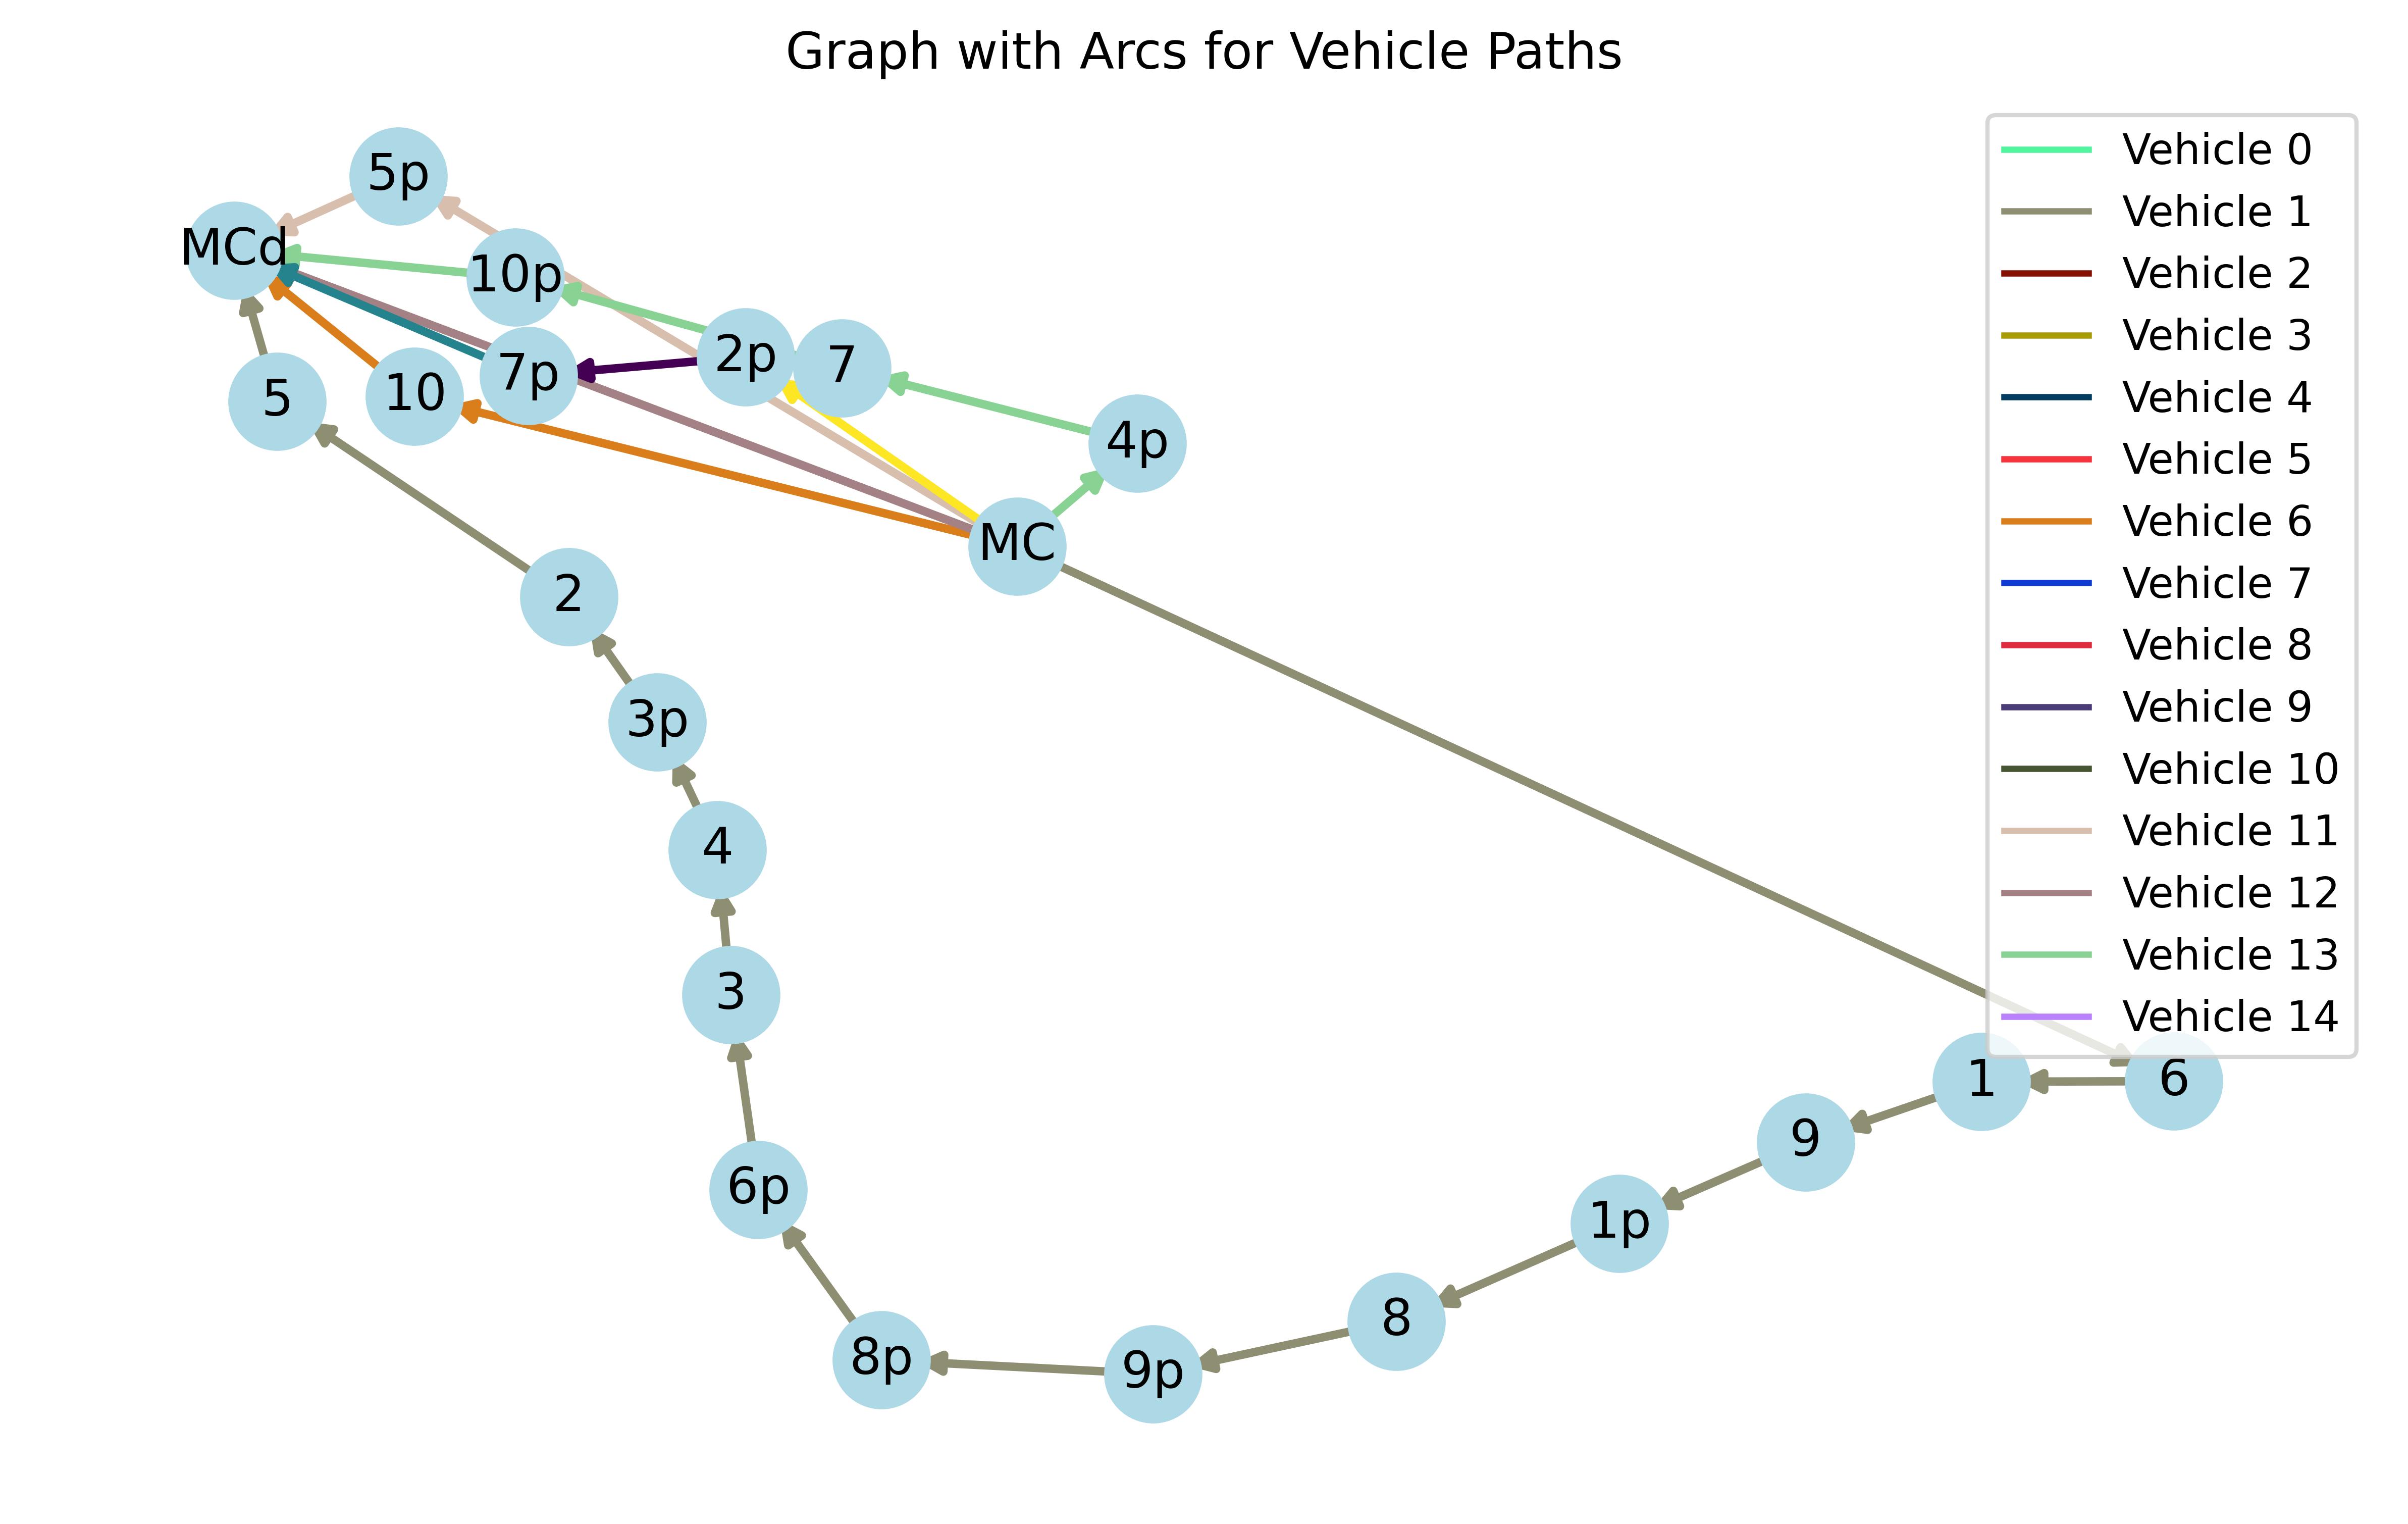 Graph with Arcs for Vehicle Paths
Vehicle 0
Vehicle 1
Vehicle 2
Vehicle 3
Vehicle 4
Vehicle 5
Vehicle 6
Vehicle 7
Vehicle 8
Vehicle 9
Vehicle 10
Vehicle 11
Vehicle 12
Vehicle 13
Vehicle 14
5p
MCd
10p
2p
7
7p
10
5
4p
MC
2
3p
4
3
6p
8p
9p
8
1p
9
1
6